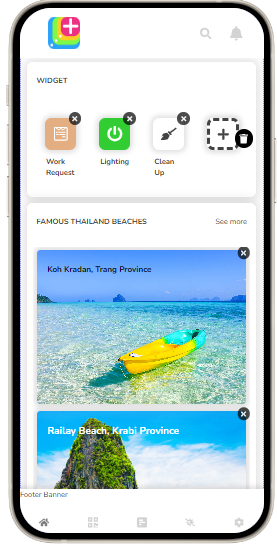 WIDGET
Work
Request
Lighting
Clean
Up
FAMOUS THAILAND BEACHES
See more
Koh Kradan, Trang Province
Railay Beach, Krabi Province
Footer Banner